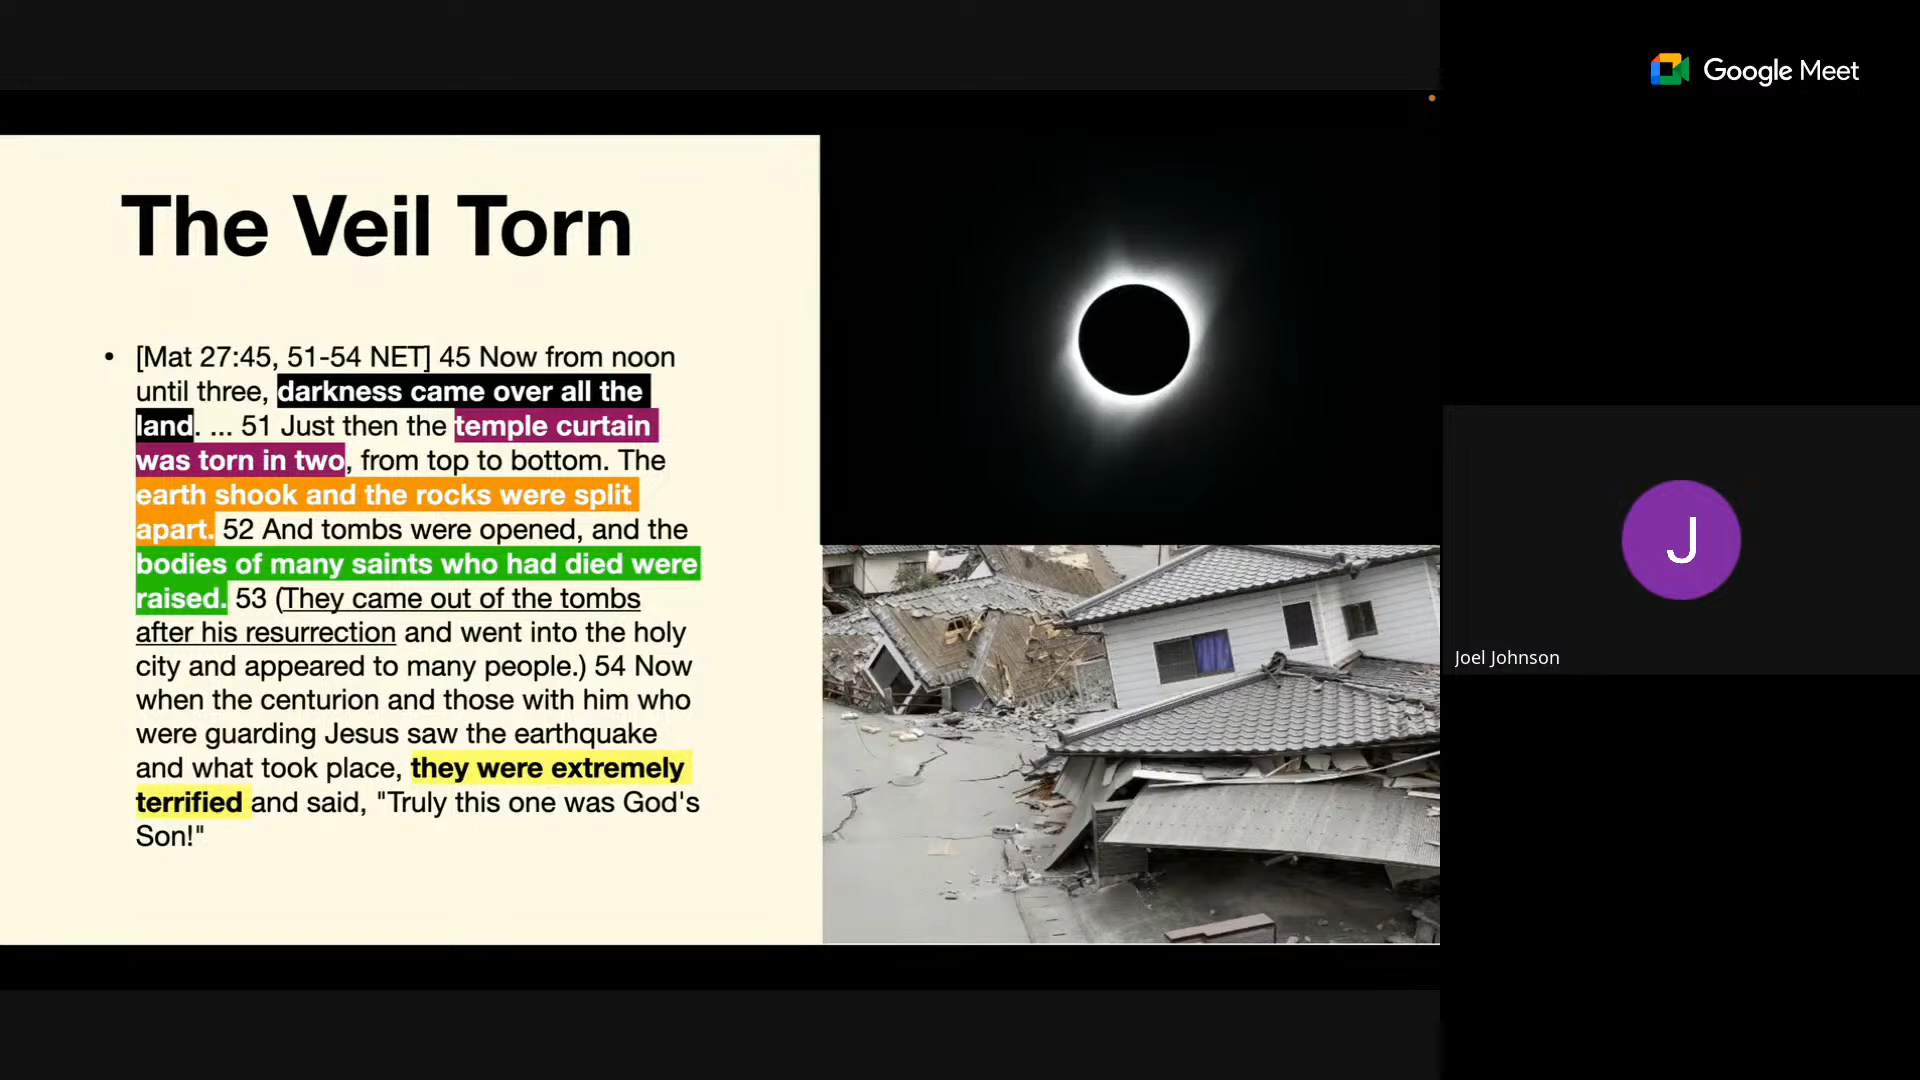 Google Meet
The Veil Torn
• [Mat 27:45, 51-54 NET] 45 Now from noon
until three, darkness came over all the
land. ... 51 Just then the temple curtain
was torn in two, from top to bottom. The
earth shook and the rocks were split
apart. 52 And tombs were opened, and the
bodies of many saints who had died were
raised. 53 (They came out of the tombs
after his resurrection and went into the holy
city and appeared to many people.) 54 Now
when the centurion and those with him who
were guarding Jesus saw the earthquake
and what took place, they were extremely
terrified and said, "Truly this one was God's
Son!"
J
Joel Johnson